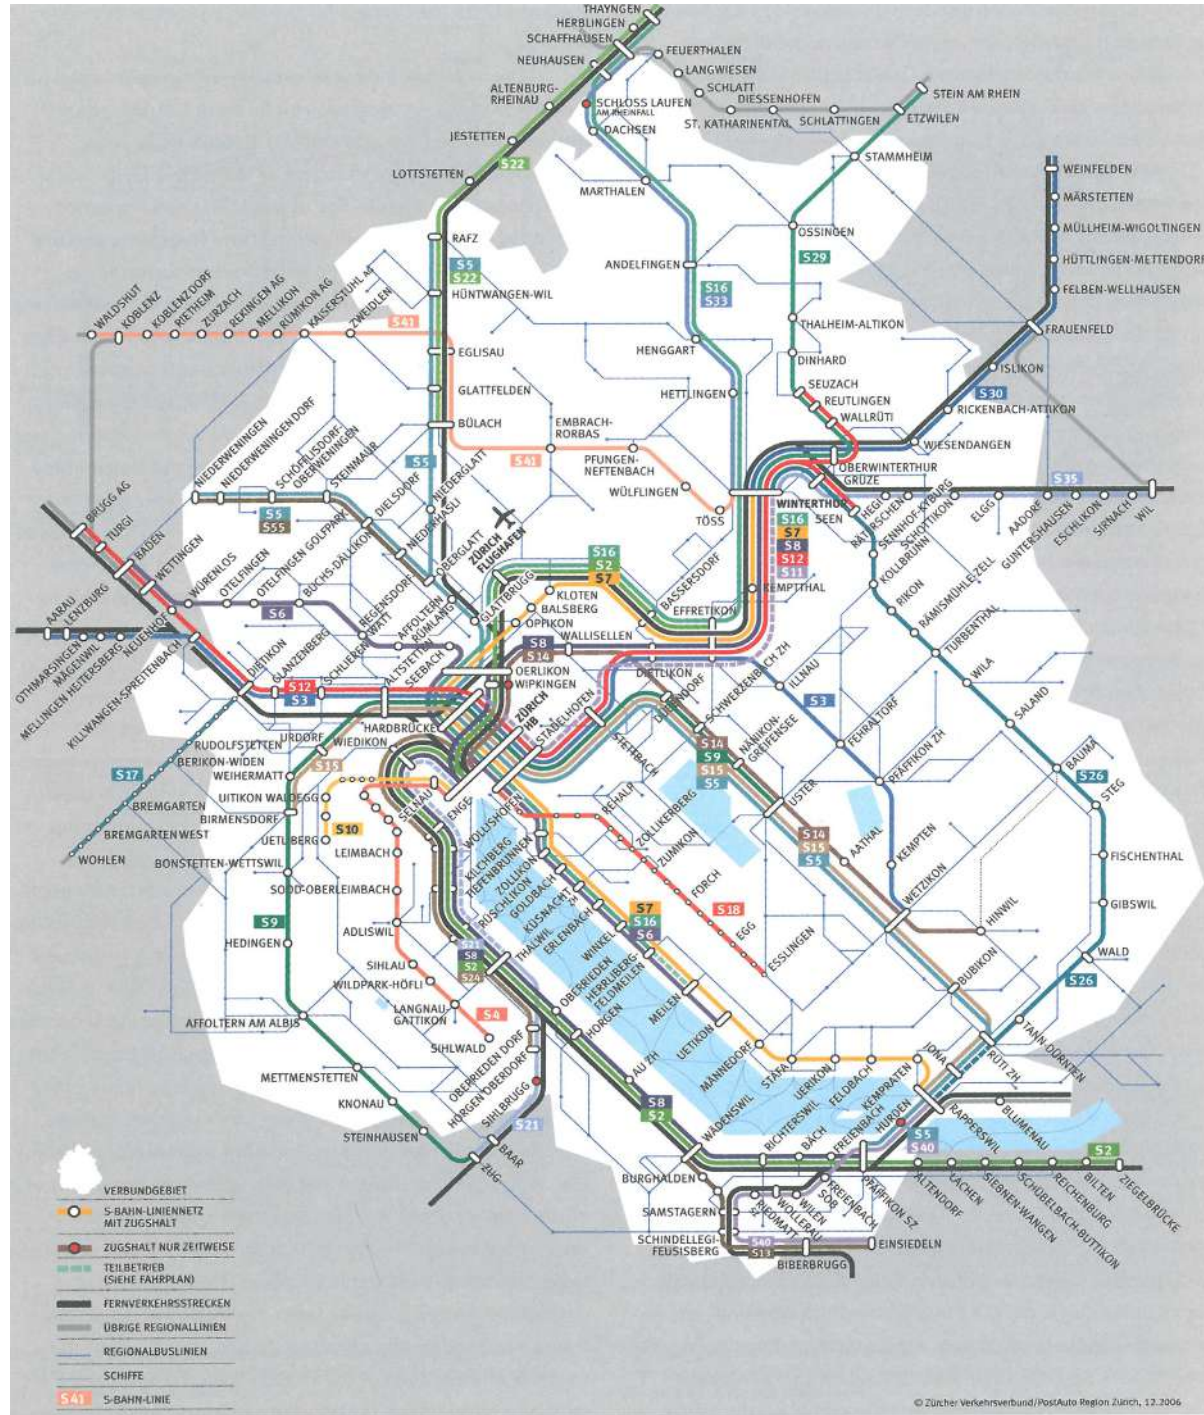 THAYNGEN
HERBLINGEN
SCHAFFHAUSEN
NEUHAUSEN
ALTENBURG-
RHEINAU
JESTETTEN
LOTTSTETTEN
S22
FEUERTHALEN
LANGWIESEN
SCHLATT
DIESSENHOFEN
ST. KATHARINENTAL
SCHLATTINGEN
STEIN AM RHEIN
ETZWILEN
SCHLOSS LAUFEN
AM RHEINFALL
DACHSEN
MARTHALEN
STAMMHEIM
OSSINGEN
S29
ANDELFINGEN
S16
S33
HENGGART
HETTLINGEN
THALHEIM-ALTIKON
DINHARD
SEUZACH
REUTLINGEN
WALLRÜTI
WEINFELDEN
MÄRSTETTEN
MÜLLHEIM-WIGOLTINGEN
HÜTTLINGEN-METTENDORF
FELBEN-WELLHAUSEN
FRAUENFELD
ISLIKON
S30
RICKENBACH-ATTIKON
WIESENDANGEN
OBERWINTERTHUR
GRÜZE
WINTERTHUR
SEEN
HEGI
RÄTERSCHEN
SENNHOF-KYBURG
SCHOTTIKON
ELGG
AADORF
GUNTERSHAUSEN
ESCHLIKON
SIRNACH
WIL
S35
RAFZ
S5
S22
HÜNTWANGEN-WIL
EGLISAU
GLATTFELDEN
BÜLACH
S5
WALDSHUT
KOBLENZ
KOBLENZ DORF
RIETHEIM
ZURZACH
REKINGEN AG
MELLIKON
RÜMIKON AG
KAISERSTUHL AG
ZWEIDLEN
S41
EMBRACH-
RORBAS
S41
PFUNGEN-
NEFTENBACH
WÜLFLINGEN
TÖSS
NIEDERWENINGEN
NIEDERWENINGEN DORF
SCHÖFFLISDORF-
OBERWENINGEN
STEINMAUR
DIELSDORF
NIEDERHASLI
NIEDERGLATT
OBERGLATT
S5
S55
ZÜRICH
FLUGHAFEN
RÜMLANG
GLATTBRUGG
S16
S2
S7
KLOTEN
BALSBERG
OPFIKON
BASSERSDORF
EFFRETIKON
KEMPTTHAL
S16
S7
S8
S12
S11
WALLISELLEN
S8
S14
DIETLIKON
OERLIKON
WIPKINGEN
ZÜRICH
HB
STADELHOFEN
STETTBACH
DÜBENDORF
SCHWERZENBACH ZH
NÄNIKON-
GREIFENSEE
S14
S9
S15
S5
USTER
AATHAL
S14
S15
S5
WETZIKON
HINWIL
BUBIKON
ILLNAU
S3
FEHRALTORF
PFÄFFIKON ZH
KEMPTEN
KOLLBRUNN
RIKON
RÄMISMÜHLE-ZELL
TURBENTHAL
WILA
SALAND
BAUMA
S26
STEG
FISCHENTHAL
GIBSWIL
WALD
S26
TANN-DÜRNTEN
RÜTI ZH
JONA
RAPPERSWIL
BLUMENAU
BRUGG AG
TURGI
BADEN
WETTINGEN
WÜRENLOS
OTELFINGEN
OTELFINGEN GOLFPARK
BUCHS-DÄLLIKON
REGENSDORF-
WATT
AFFOLTERN
SEEBACH
S6
AARAU
LENZBURG
OTHMARSINGEN
MÄGENWIL
MELLINGEN HEITERSBERG
NEUENHOF
KILLWANGEN-SPREITENBACH
DIETIKON
GLANZENBERG
SCHLIEREN
ALTSTETTEN
S12
S3
HARDBRÜCKE
URDORF
WIEDIKON
S15
S17
RUDOLFSTETTEN
BERIKON-WIDEN
BREMGARTEN
BREMGARTEN WEST
WOHLEN
WEIHERMATT
BIRMENSDORF
BONSTETTEN-WETTSWIL
S9
HEDINGEN
AFFOLTERN AM ALBIS
METTMENSTETTEN
KNONAU
STEINHAUSEN
ZUG
BAAR
UITIKON WALDEGG
UETLIBERG
S10
SELNAU
ENGE
LEIMBACH
SOOD-OBERLEIMBACH
ADLISWIL
SIHLAU
WILDPARK-HÖFLI
LANGNAU-
GATTIKON
S4
SIHLWALD
WOLLISHOFEN
KILCHBERG
RÜSCHLIKON
THALWIL
S21
S8
S2
S24
OBERRIEDEN
HORGEN
AU ZH
OBERRIEDEN DORF
HORGEN OBERDORF
SIHLBRUGG
S21
S8
S2
WÄDENSWIL
TIEFENBRUNNEN
ZOLLIKON
GOLDBACH
KÜSNACHT
ZH
ERLENBACH
WINKEL
HERRLIBERG-
FELDMEILEN
S7
S16
S6
MEILEN
UETIKON
MÄNNEDORF
STÄFA
UERIKON
FELDBACH
KEMPRATEN
REHALP
ZOLLIKERBERG
ZUMIKON
FORCH
S18
EGG
ESSLINGEN
RICHTERSWIL
BÄCH
FREIENBACH
HURDEN
S5
S40
PFÄFFIKON SZ
ALTENDORF
LACHEN
SIEBNEN-WANGEN
SCHÜBELBACH-BUTTIKON
REICHENBURG
BILTEN
ZIEGELBRÜCKE
S2
BURGHALDEN
SAMSTAGERN
SCHINDELLEGI-
FEUSISBERG
RIEDMATT
WOLLERAU
WILEN
FREIENBACH
SOB
S40
S13
BIBERBRUGG
EINSIEDELN
VERBUNDGEBIET
S-BAHN-LINIENNETZ
MIT ZUGSHALT
ZUGSHALT NUR ZEITWEISE
TEILBETRIEB
(SIEHE FAHRPLAN)
FERNVERKEHRSSTRECKEN
ÜBRIGE REGIONALLINIEN
REGIONALBUSLINIEN
SCHIFFE
S41 S-BAHN-LINIE
© Zürcher Verkehrsverbund/PostAuto Region Zürich, 12.2006